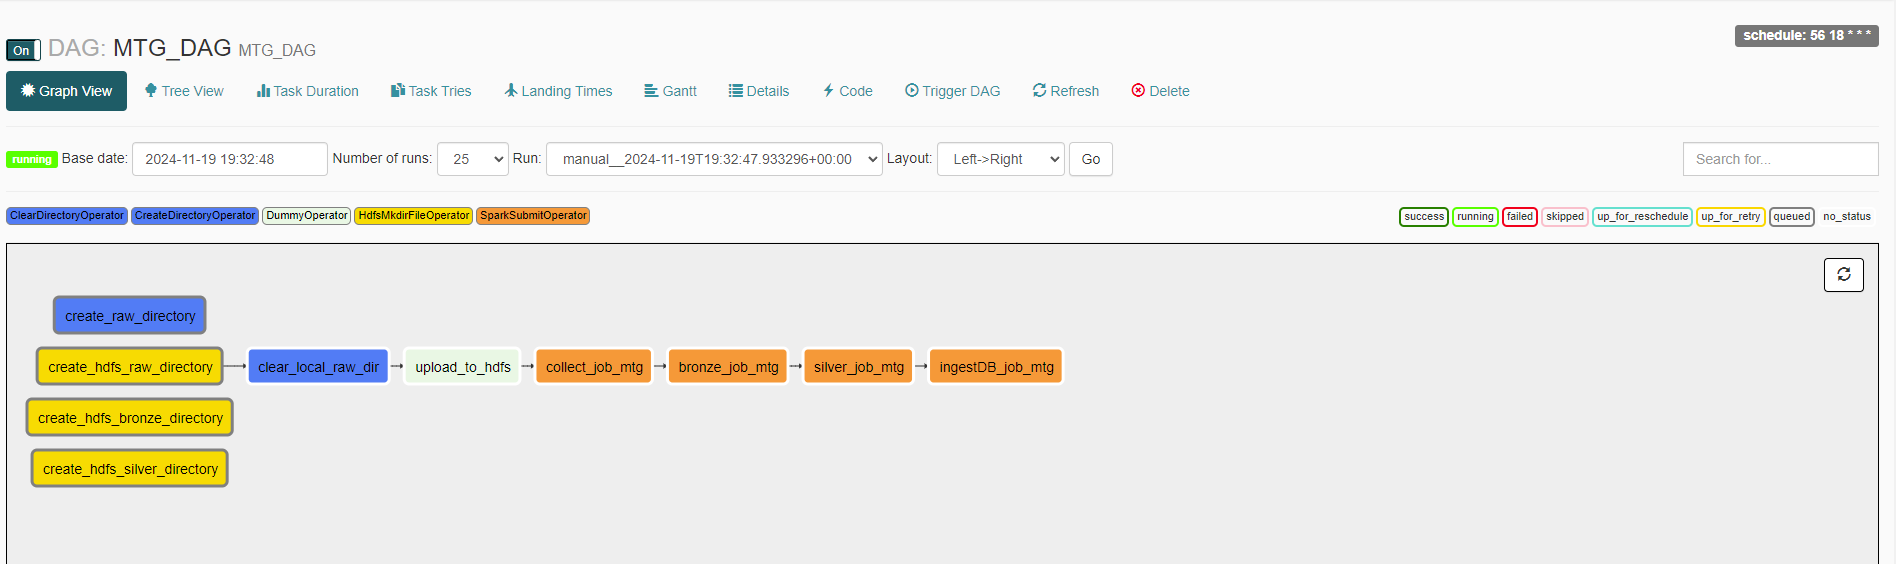 schedule: 56 18 * * *
On DAG: MTG_DAG MTG_DAG
Graph View Tree View Task Duration Task Tries Landing Times Gantt Details Code Trigger DAG Refresh Delete
running Base date: 2024-11-19 19:32:48 Number of runs: 25 Run: manual__2024-11-19T19:32:47.933296+00:00 Layout: Left->Right Go Search for...
ClearDirectoryOperator CreateDirectoryOperator DummyOperator HdfsMkdirFileOperator SparkSubmitOperator success running failed skipped up_for_reschedule up_for_retry queued no_status
create_raw_directory
create_hdfs_raw_directory clear_local_raw_dir upload_to_hdfs collect_job_mtg bronze_job_mtg silver_job_mtg ingestDB_job_mtg
create_hdfs_bronze_directory
create_hdfs_silver_directory